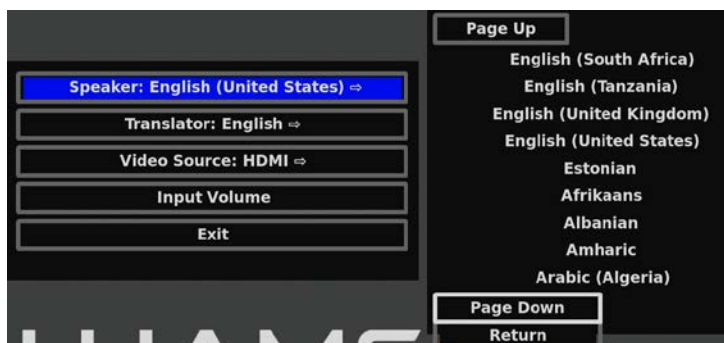 Speaker: English (United States) ⇨
Translator: English ⇨
Video Source: HDMI ⇨
Input Volume
Exit
Page Up
English (South Africa)
English (Tanzania)
English (United Kingdom)
English (United States)
Estonian
Afrikaans
Albanian
Amharic
Arabic (Algeria)
Page Down
Return